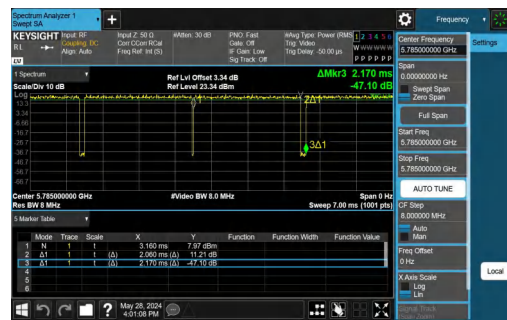 Spectrum Analyzer 1
Swept SA
Frequency
KEYSIGHT Input: RF Input Z: 50 Ω #Atten: 30 dB PNO: Fast #Avg Type: Power (RMS 1 2 3 4 5 6
RL Coupling: DC Corr CCorr RCal Gate: Off Trig: Video W W W W W W
Align: Auto Freq Ref: Int (S) IF Gain: Low Trig Delay: -50.00 µs P P P P P P
Sig Track: Off
LV
Center Frequency
5.785000000 GHz
Settings
1 Spectrum
Ref Lvl Offset 3.34 dB
ΔMkr3 2.170 ms
Scale/Div 10 dB
Ref Level 23.34 dBm
-47.10 dB
Span
0.00000000 Hz
Swept Span
Zero Span
Full Span
Log
13.3
3.34
-6.66
-16.7
-26.7
-36.7
-46.7
-56.7
-66.7
2Δ1
3Δ1
Start Freq
5.785000000 GHz
Stop Freq
5.785000000 GHz
AUTO TUNE
Center 5.785000000 GHz #Video BW 8.0 MHz Span 0 Hz
Res BW 8 MHz Sweep 7.00 ms (1001 pts)
CF Step
8.000000 MHz
Auto
Man
5 Marker Table
Mode Trace Scale X Y Function Function Width Function Value
1 N 1 t 3.160 ms 7.97 dBm
2 Δ1 1 t (Δ) 2.060 ms (Δ) 11.21 dB
3 Δ1 1 t (Δ) 2.170 ms (Δ) -47.10 dB
4
5
6
Freq Offset
0 Hz
X Axis Scale
Log
Lin
Local
Signal Track
May 28, 2024
4:01:08 PM